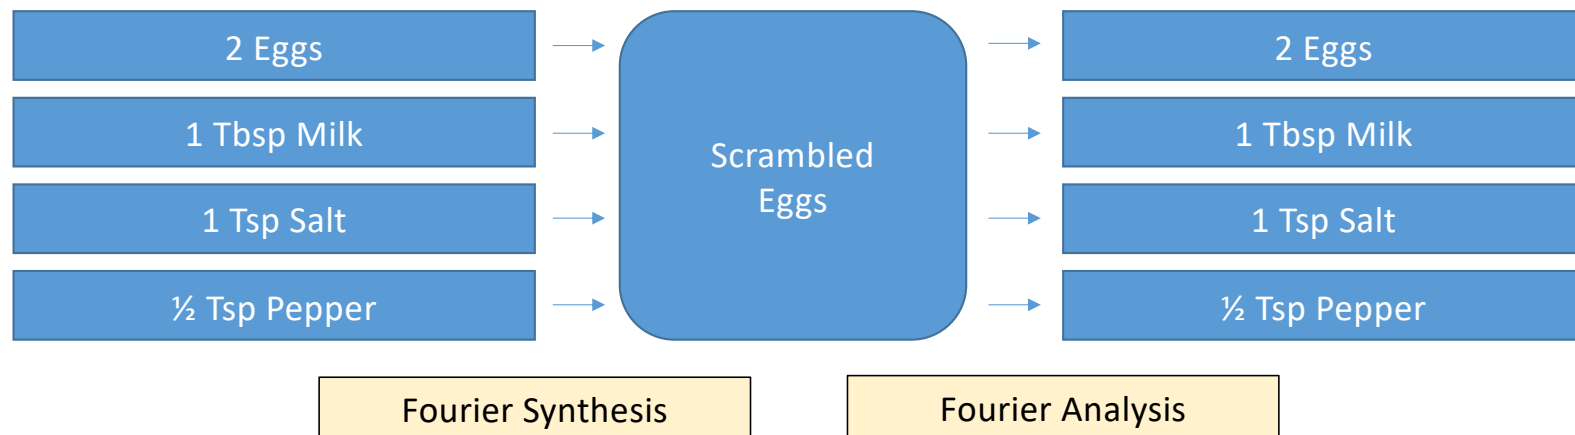 2 Eggs
1 Tbsp Milk
1 Tsp Salt
½ Tsp Pepper
Scrambled
Eggs
2 Eggs
1 Tbsp Milk
1 Tsp Salt
½ Tsp Pepper
Fourier Synthesis
Fourier Analysis